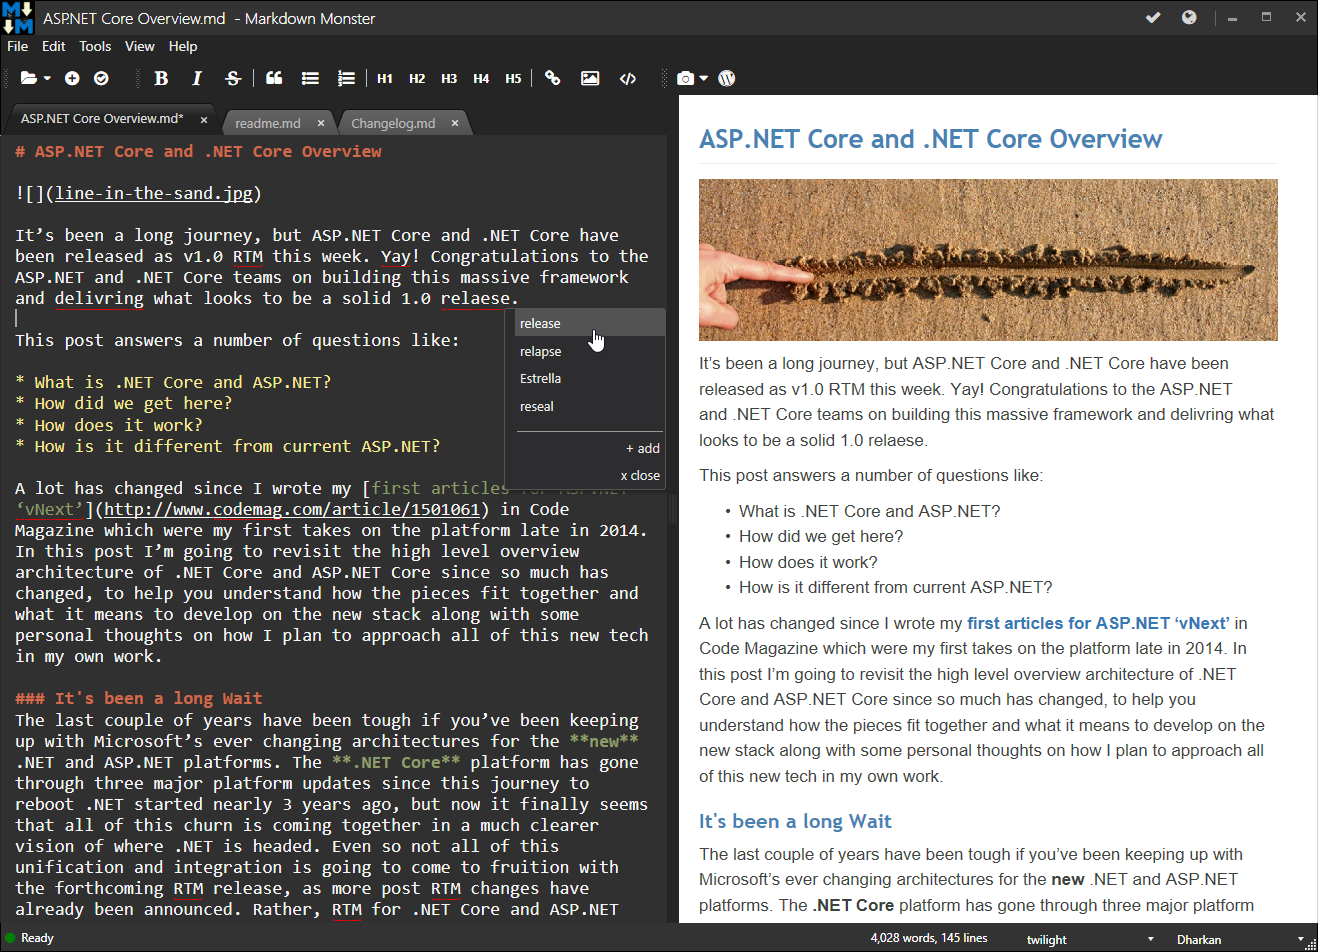 ASP.NET Core Overview.md - Markdown Monster
File Edit Tools View Help
B I S H1 H2 H3 H4 H5
ASP.NET Core Overview.md* × readme.md × Changelog.md ×
# ASP.NET Core and .NET Core Overview
![](line-in-the-sand.jpg)
It’s been a long journey, but ASP.NET Core and .NET Core have
been released as v1.0 RTM this week. Yay! Congratulations to the
ASP.NET and .NET Core teams on building this massive framework
and delivring what looks to be a solid 1.0 relaese.
This post answers a number of questions like:
* What is .NET Core and ASP.NET?
* How did we get here?
* How does it work?
* How is it different from current ASP.NET?
release
relapse
Estrella
reseal
+ add
x close
A lot has changed since I wrote my [first articles for ASP.NET
‘vNext’](http://www.codemag.com/article/1501061) in Code
Magazine which were my first takes on the platform late in 2014.
In this post I’m going to revisit the high level overview
architecture of .NET Core and ASP.NET Core since so much has
changed, to help you understand how the pieces fit together and
what it means to develop on the new stack along with some
personal thoughts on how I plan to approach all of this new tech
in my own work.
### It's been a long Wait
The last couple of years have been tough if you’ve been keeping
up with Microsoft’s ever changing architectures for the **new**
.NET and ASP.NET platforms. The **.NET Core** platform has gone
through three major platform updates since this journey to
reboot .NET started nearly 3 years ago, but now it finally seems
that all of this churn is coming together in a much clearer
vision of where .NET is headed. Even so not all of this
unification and integration is going to come to fruition with
the forthcoming RTM release, as more post RTM changes have
already been announced. Rather, RTM for .NET Core and ASP.NET
ASP.NET Core and .NET Core Overview
It’s been a long journey, but ASP.NET Core and .NET Core have been
released as v1.0 RTM this week. Yay! Congratulations to the ASP.NET
and .NET Core teams on building this massive framework and delivring what
looks to be a solid 1.0 relaese.
This post answers a number of questions like:
• What is .NET Core and ASP.NET?
• How did we get here?
• How does it work?
• How is it different from current ASP.NET?
A lot has changed since I wrote my first articles for ASP.NET ‘vNext’ in
Code Magazine which were my first takes on the platform late in 2014. In
this post I’m going to revisit the high level overview architecture of .NET
Core and ASP.NET Core since so much has changed, to help you
understand how the pieces fit together and what it means to develop on the
new stack along with some personal thoughts on how I plan to approach all
of this new tech in my own work.
It's been a long Wait
The last couple of years have been tough if you’ve been keeping up with
Microsoft’s ever changing architectures for the new .NET and ASP.NET
platforms. The .NET Core platform has gone through three major platform
Ready 4,028 words, 145 lines twilight Dharkan